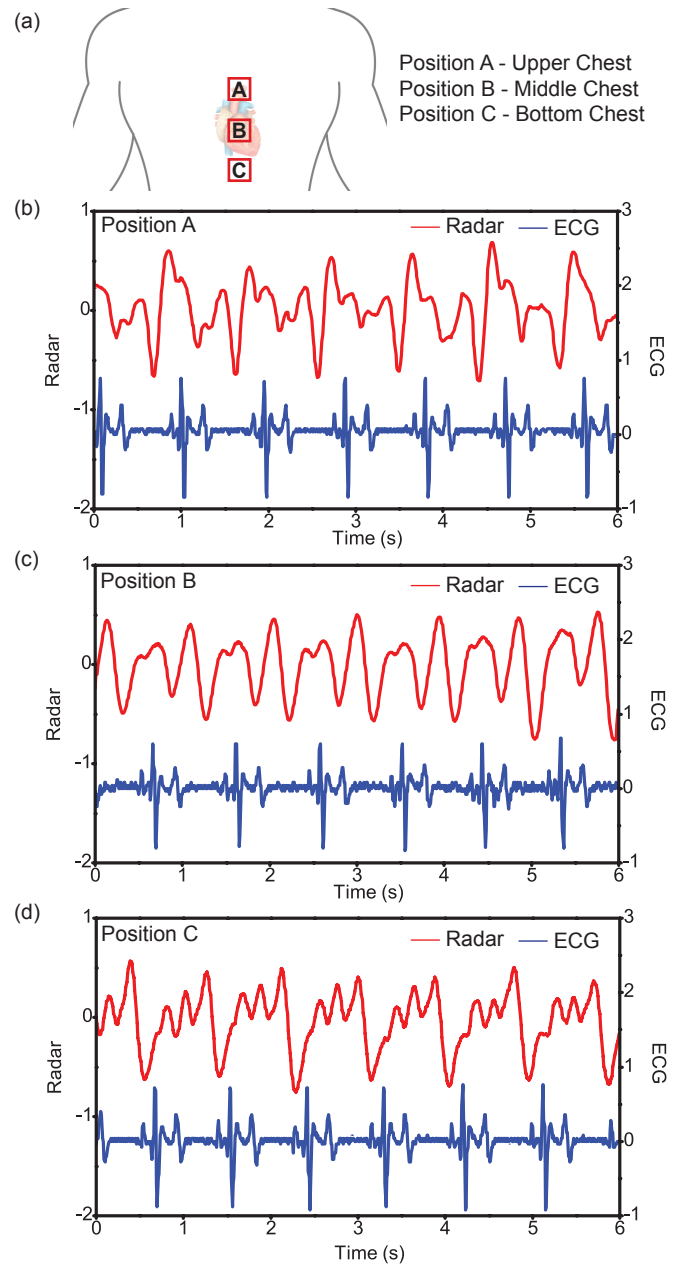 (a)
A
B
C
Position A - Upper Chest
Position B - Middle Chest
Position C - Bottom Chest
(b)
Position A
Radar
ECG
1
0
-1
-2
Radar
3
2
1
0
-1
ECG
0 1 2 3 4 5 6
Time (s)
(c)
Position B
Radar
ECG
1
0
-1
-2
Radar
3
2
1
0
-1
ECG
0 1 2 3 4 5 6
Time (s)
(d)
Position C
Radar
ECG
1
0
-1
-2
Radar
3
2
1
0
-1
ECG
0 1 2 3 4 5 6
Time (s)